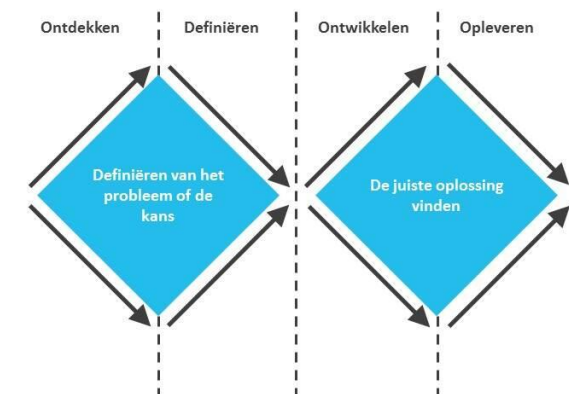 Ontdekken
Definiëren
Ontwikkelen
Opleveren
Definiëren van het
probleem of de
kans
De juiste oplossing
vinden